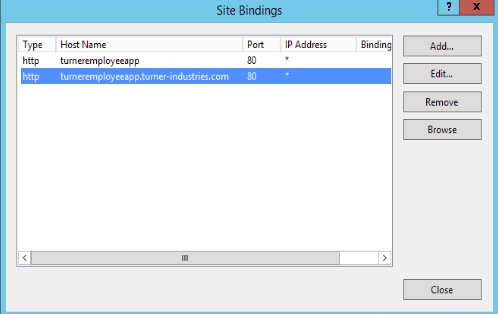 Site Bindings
? X
Type Host Name Port IP Address Binding
http turneremployeeapp 80 *
http turneremployeeapp.turner-industries.com 80 *
Add...
Edit...
Remove
Browse
Close